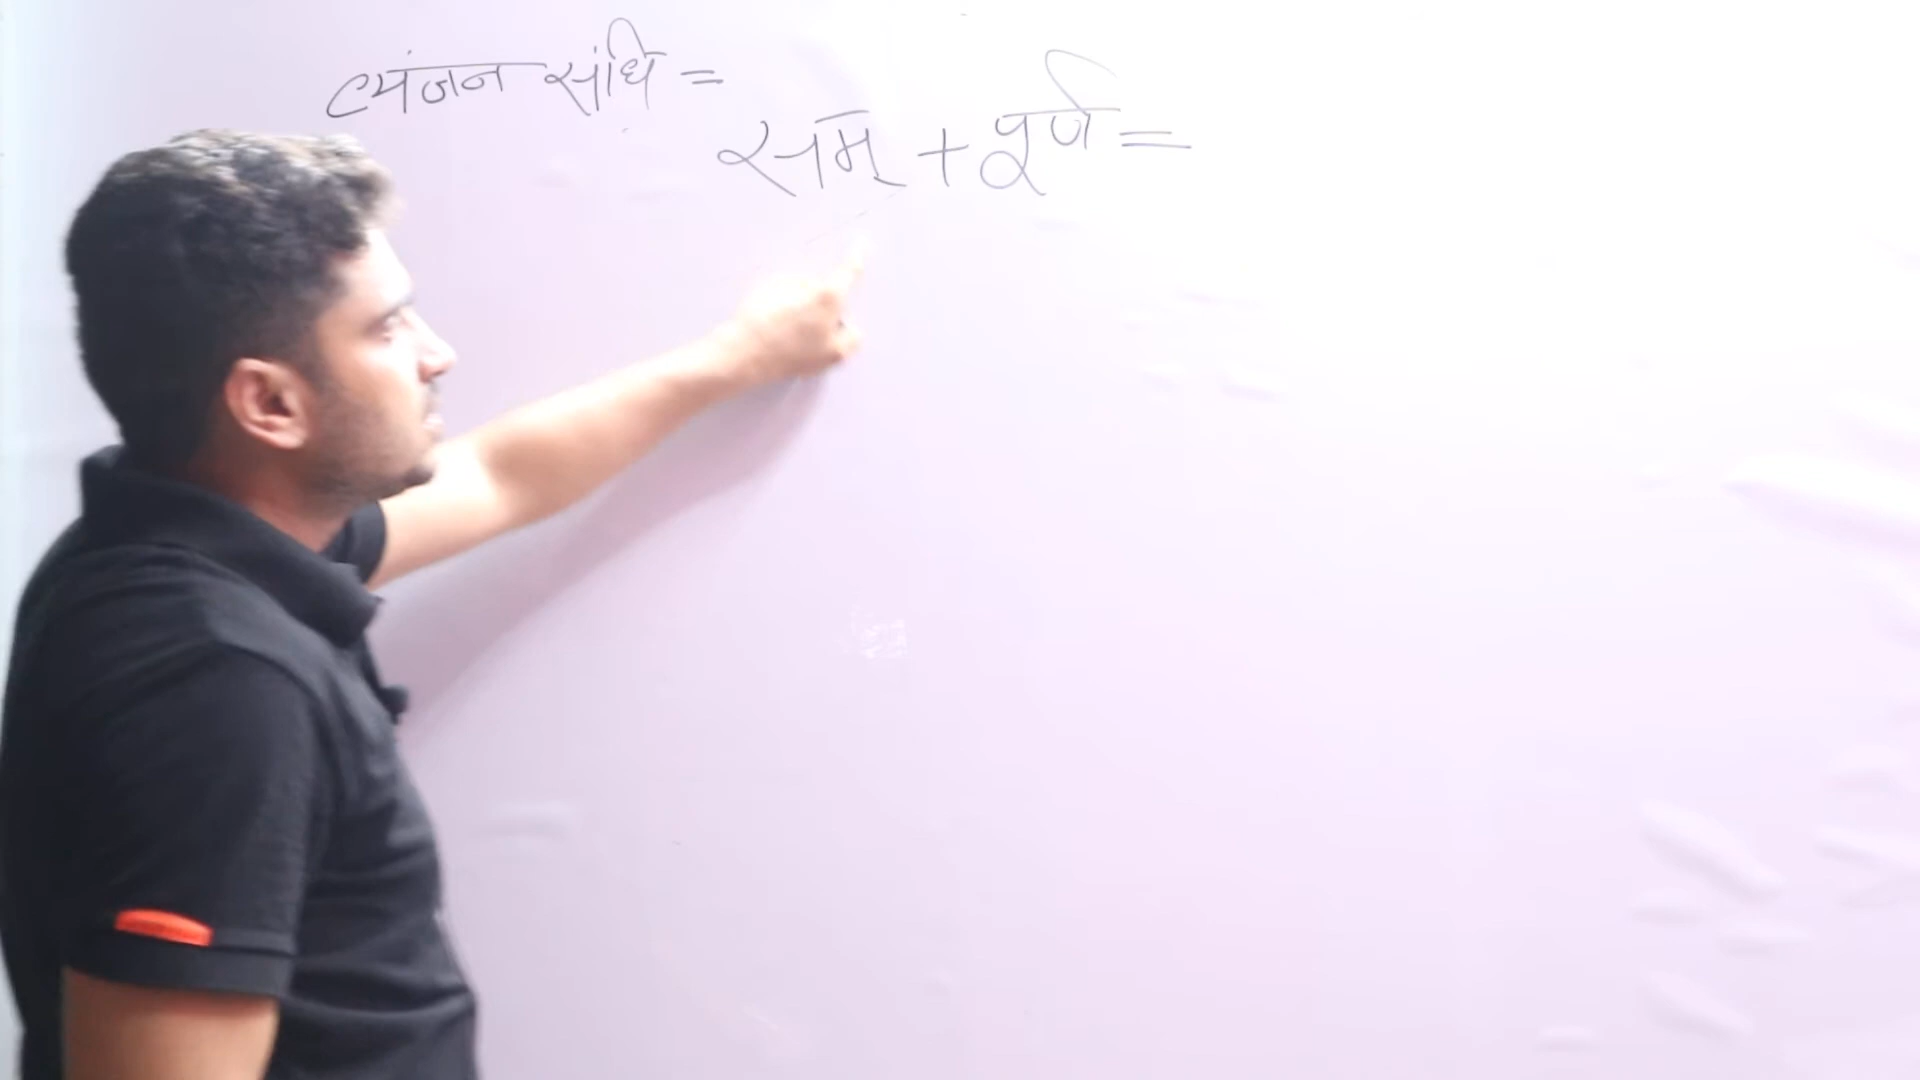 व्यंजन संधि =
सम् + पूर्ण =